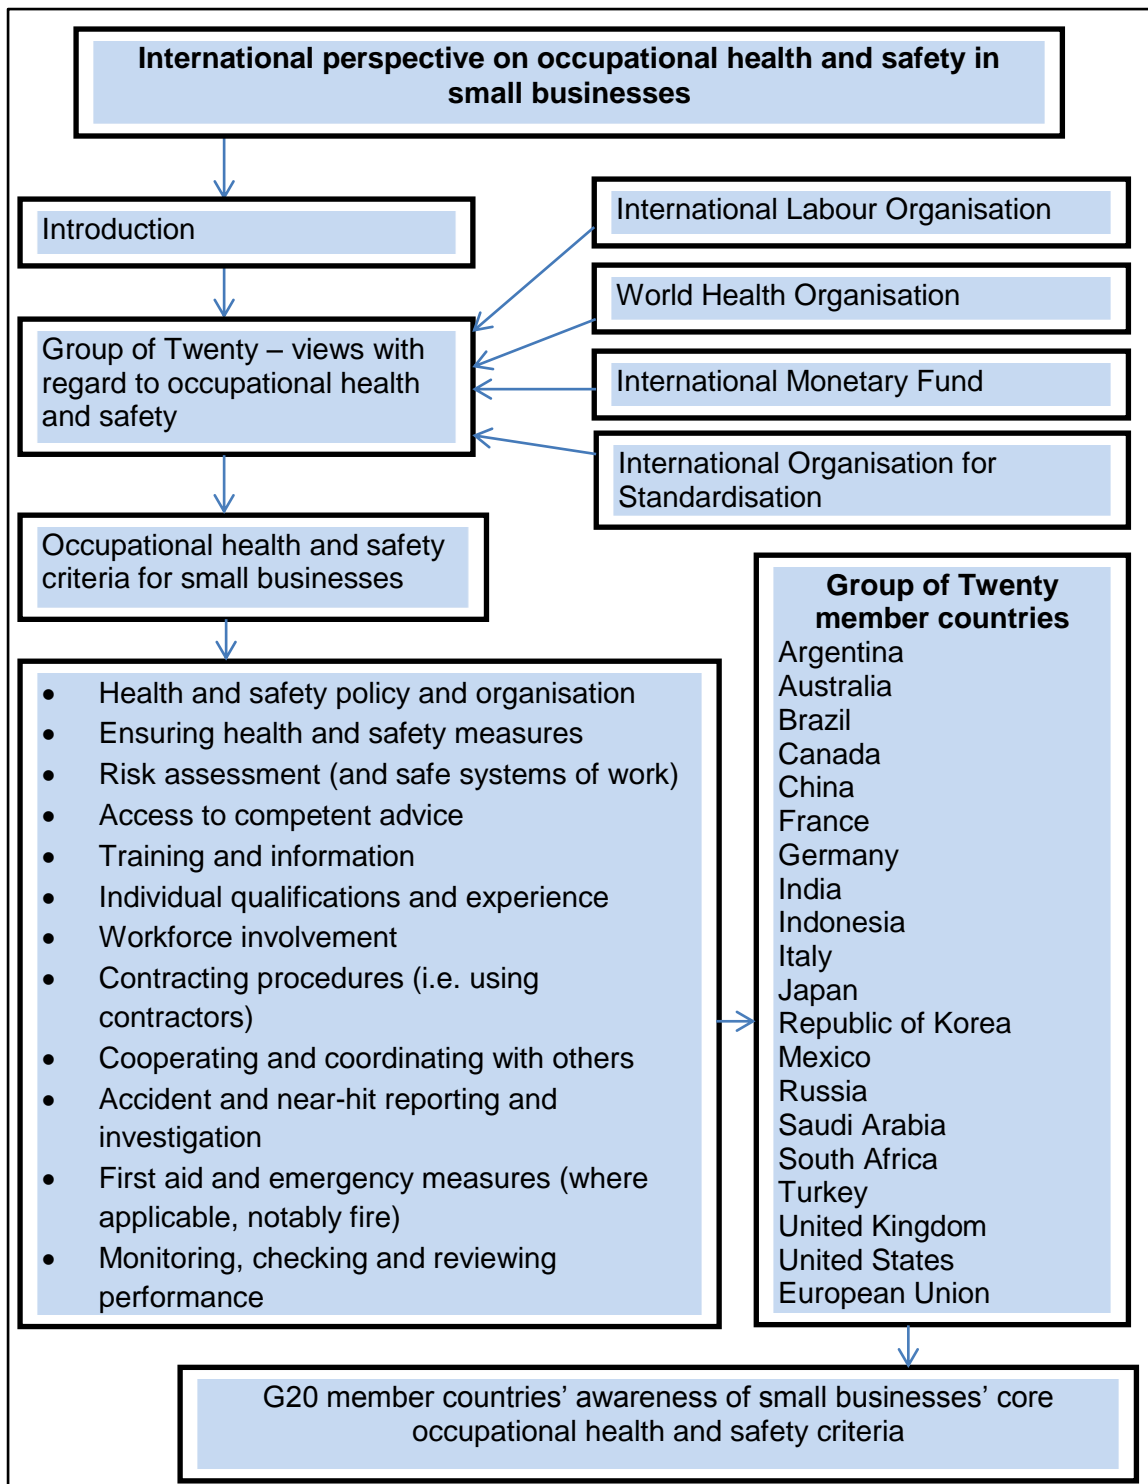 International perspective on occupational health and safety in
small businesses
Introduction
International Labour Organisation
World Health Organisation
Group of Twenty – views with
regard to occupational health
and safety
International Monetary Fund
International Organisation for
Standardisation
Occupational health and safety
criteria for small businesses
• Health and safety policy and organisation
• Ensuring health and safety measures
• Risk assessment (and safe systems of work)
• Access to competent advice
• Training and information
• Individual qualifications and experience
• Workforce involvement
• Contracting procedures (i.e. using
contractors)
• Cooperating and coordinating with others
• Accident and near-hit reporting and
investigation
• First aid and emergency measures (where
applicable, notably fire)
• Monitoring, checking and reviewing
performance
Group of Twenty
member countries
Argentina
Australia
Brazil
Canada
China
France
Germany
India
Indonesia
Italy
Japan
Republic of Korea
Mexico
Russia
Saudi Arabia
South Africa
Turkey
United Kingdom
United States
European Union
G20 member countries’ awareness of small businesses’ core
occupational health and safety criteria